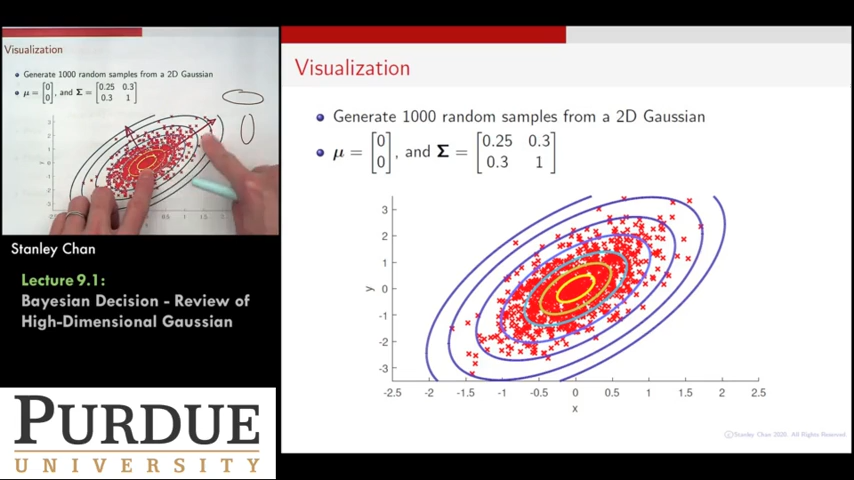 Visualization
Generate 1000 random samples from a 2D Gaussian
μ = [0 0], and Σ = [0.25 0.3 0.3 1]
Stanley Chan
Lecture 9.1:
Bayesian Decision - Review of
High-Dimensional Gaussian
PURDUE
UNIVERSITY
Visualization
Generate 1000 random samples from a 2D Gaussian
μ = [0 0], and Σ = [0.25 0.3 0.3 1]
3
2
1
0
-1
-2
-3
y
-2.5 -2 -1.5 -1 -0.5 0 0.5 1 1.5 2 2.5
x
©Stanley Chan 2020. All Rights Reserved